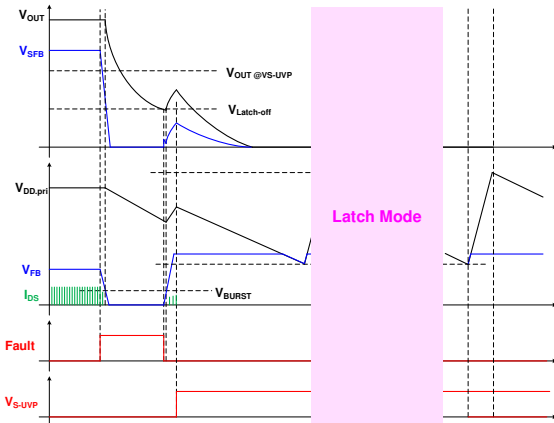 VOUT
VSFB
VOUT @VS-UVP
VLatch-off
VDD.pri
Latch Mode
VFB
IDS
VBURST
Fault
VS-UVP